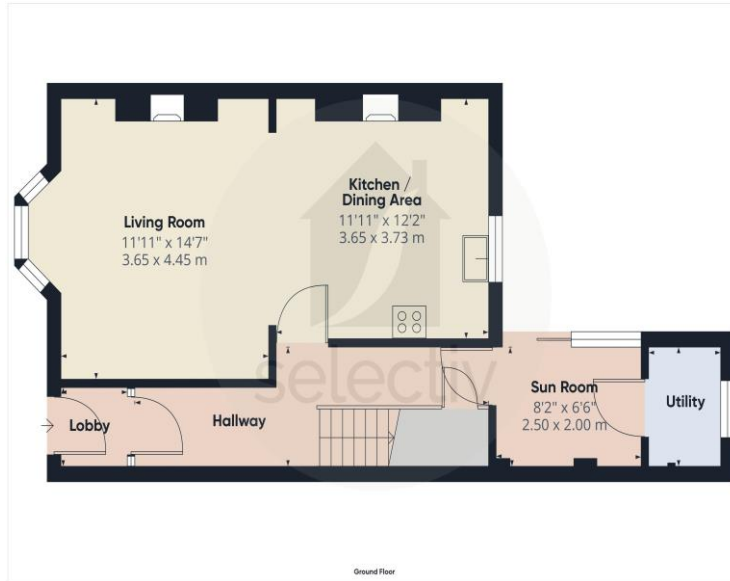 Living Room
11'11" x 14'7"
3.65 x 4.45 m
Kitchen /
Dining Area
11'11" x 12'2"
3.65 x 3.73 m
selectiv
Lobby
Hallway
Sun Room
8'2" x 6'6"
2.50 x 2.00 m
Utility
Ground Floor